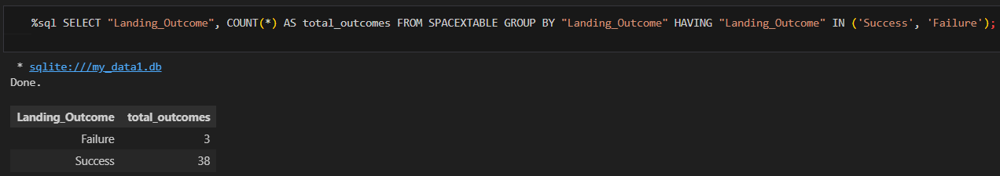 %sql SELECT "Landing_Outcome", COUNT(*) AS total_outcomes FROM SPACEXTABLE GROUP BY "Landing_Outcome" HAVING "Landing_Outcome" IN ('Success', 'Failure');
* sqlite:///my_data1.db
Done.
Landing_Outcome total_outcomes
Failure 3
Success 38